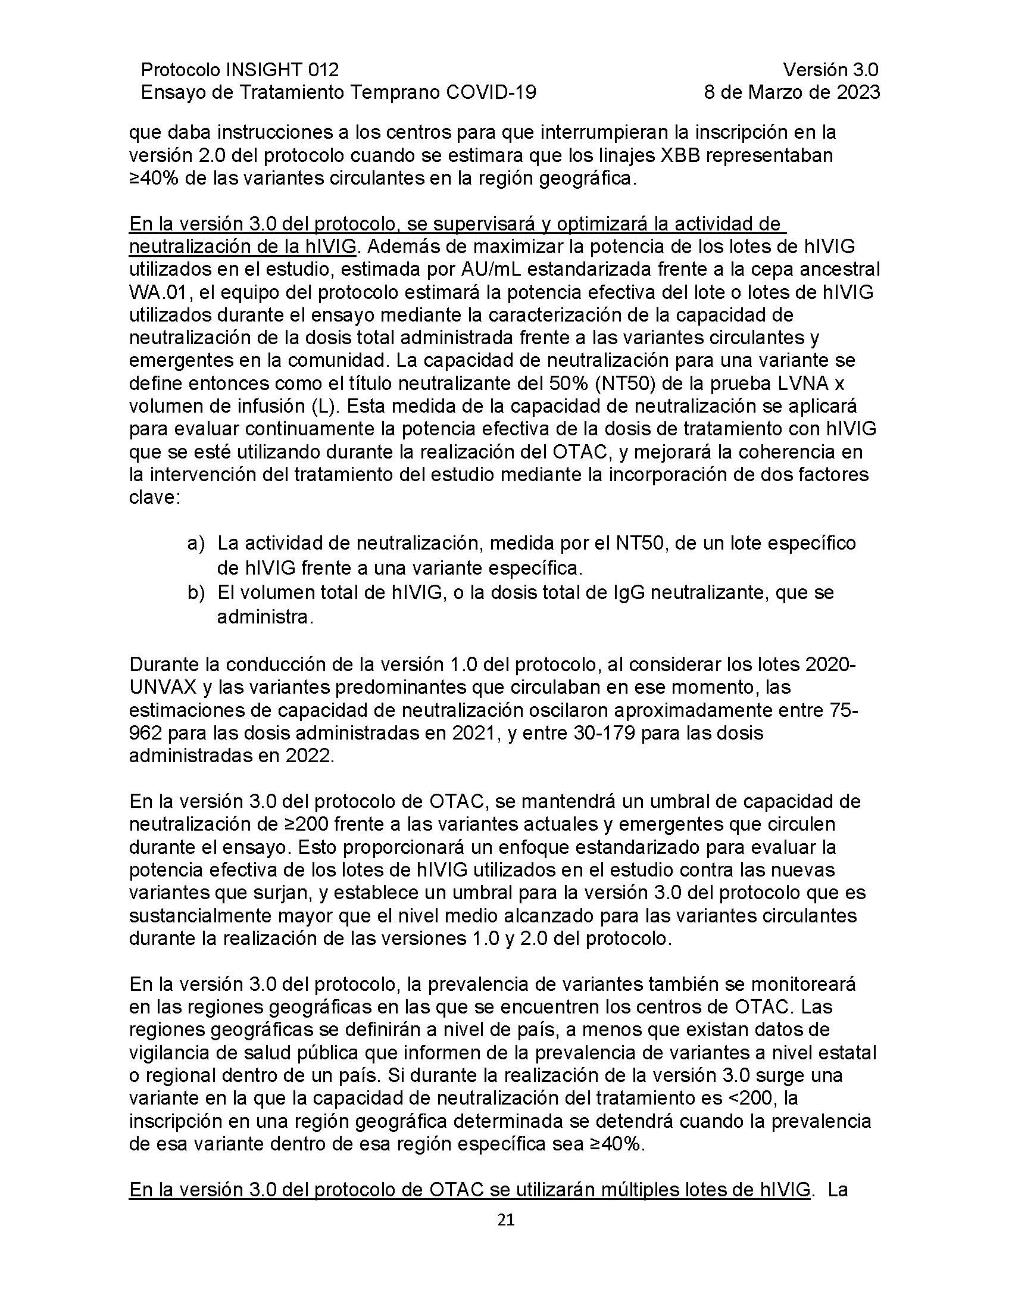 Protocolo INSIGHT 012 Versión 3.0
Ensayo de Tratamiento Temprano COVID-19 8 de Marzo de 2023
que daba instrucciones a los centros para que interrumpieran la inscripción en la
versión 2.0 del protocolo cuando se estimara que los linajes XBB representaban
≥40% de las variantes circulantes en la región geográfica.
En la versión 3.0 del protocolo, se supervisará y optimizará la actividad de
neutralización de la hIVIG. Además de maximizar la potencia de los lotes de hIVIG
utilizados en el estudio, estimada por AU/mL estandarizada frente a la cepa ancestral
WA.01, el equipo del protocolo estimará la potencia efectiva del lote o lotes de hIVIG
utilizados durante el ensayo mediante la caracterización de la capacidad de
neutralización de la dosis total administrada frente a las variantes circulantes y
emergentes en la comunidad. La capacidad de neutralización para una variante se
define entonces como el título neutralizante del 50% (NT50) de la prueba LVNA x
volumen de infusión (L). Esta medida de la capacidad de neutralización se aplicará
para evaluar continuamente la potencia efectiva de la dosis de tratamiento con hIVIG
que se esté utilizando durante la realización del OTAC, y mejorará la coherencia en
la intervención del tratamiento del estudio mediante la incorporación de dos factores
clave:
a) La actividad de neutralización, medida por el NT50, de un lote específico
de hIVIG frente a una variante específica.
b) El volumen total de hIVIG, o la dosis total de IgG neutralizante, que se
administra.
Durante la conducción de la versión 1.0 del protocolo, al considerar los lotes 2020-
UNVAX y las variantes predominantes que circulaban en ese momento, las
estimaciones de capacidad de neutralización oscilaron aproximadamente entre 75-
962 para las dosis administradas en 2021, y entre 30-179 para las dosis
administradas en 2022.
En la versión 3.0 del protocolo de OTAC, se mantendrá un umbral de capacidad de
neutralización de ≥200 frente a las variantes actuales y emergentes que circulen
durante el ensayo. Esto proporcionará un enfoque estandarizado para evaluar la
potencia efectiva de los lotes de hIVIG utilizados en el estudio contra las nuevas
variantes que surjan, y establece un umbral para la versión 3.0 del protocolo que es
sustancialmente mayor que el nivel medio alcanzado para las variantes circulantes
durante la realización de las versiones 1.0 y 2.0 del protocolo.
En la versión 3.0 del protocolo, la prevalencia de variantes también se monitoreará
en las regiones geográficas en las que se encuentren los centros de OTAC. Las
regiones geográficas se definirán a nivel de país, a menos que existan datos de
vigilancia de salud pública que informen de la prevalencia de variantes a nivel estatal
o regional dentro de un país. Si durante la realización de la versión 3.0 surge una
variante en la que la capacidad de neutralización del tratamiento es <200, la
inscripción en una región geográfica determinada se detendrá cuando la prevalencia
de esa variante dentro de esa región específica sea ≥40%.
En la versión 3.0 del protocolo de OTAC se utilizarán múltiples lotes de hIVIG. La
21